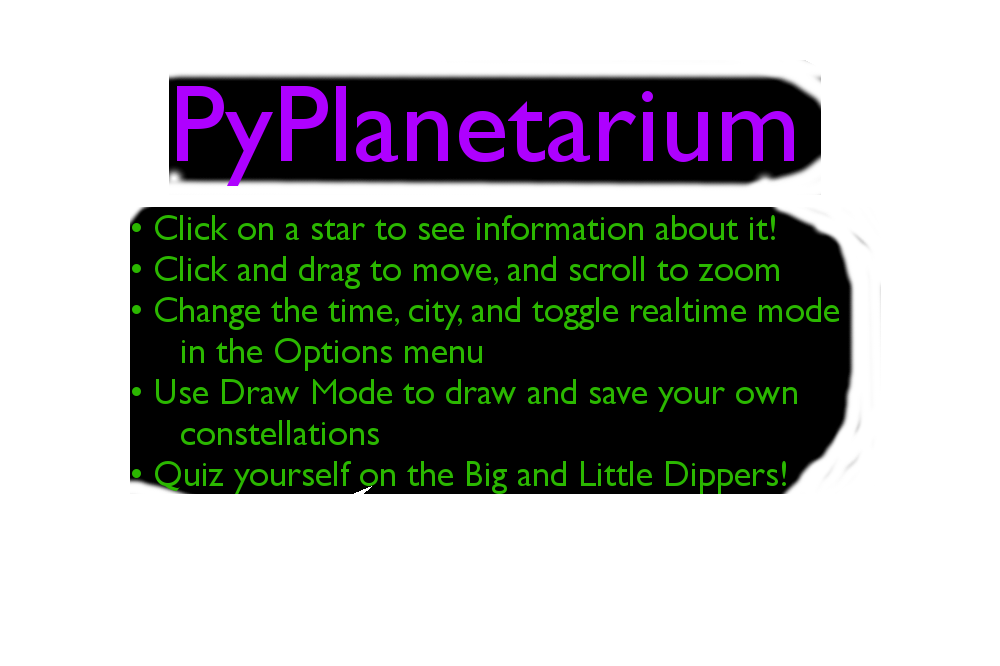 PyPlanetarium
• Click on a star to see information about it!
• Click and drag to move, and scroll to zoom
• Change the time, city, and toggle realtime mode
in the Options menu
• Use Draw Mode to draw and save your own
constellations
• Quiz yourself on the Big and Little Dippers!